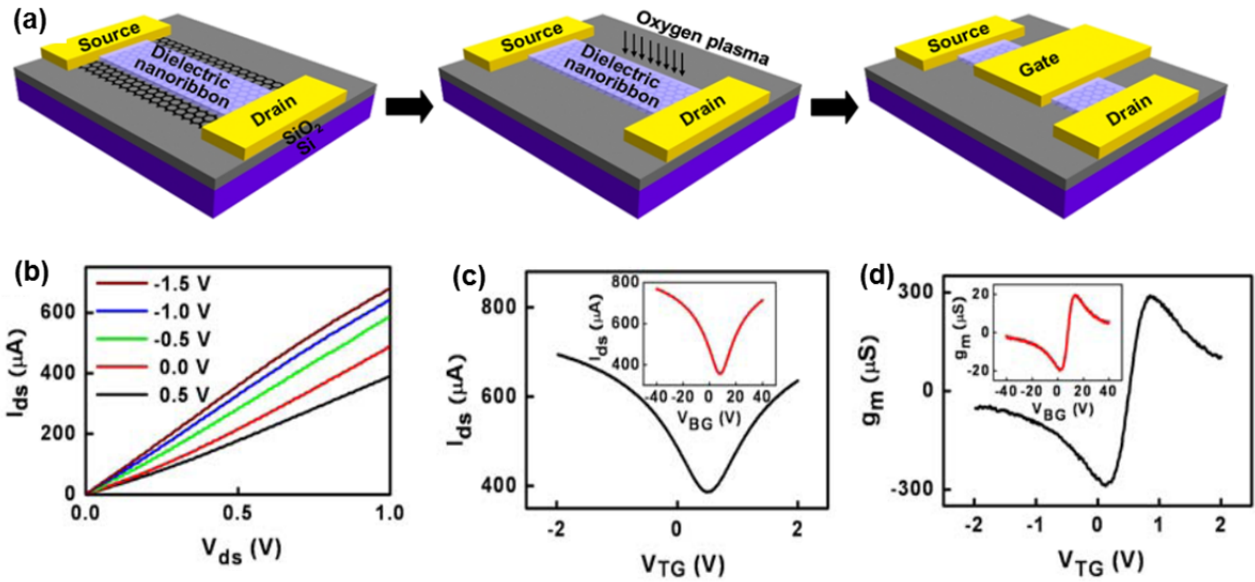 (a)
Source
Dielectric
nanoribbon
Drain
SiO2
Si
Source
Oxygen plasma
Dielectric
nanoribbon
Drain
Source
Gate
Drain
(b)
-1.5 V
-1.0 V
-0.5 V
0.0 V
0.5 V
600
400
200
0
Ids (μA)
0.0
0.5
1.0
Vds (V)
(c)
800
600
400
Ids (μA)
-2
0
2
VTG (V)
800
600
400
Ids (μA)
-40
-20
0
20
40
VBG (V)
(d)
300
0
-300
gm (μS)
-2
-1
0
1
2
VTG (V)
20
0
-20
gm (μS)
-40
-20
0
20
40
VBG (V)